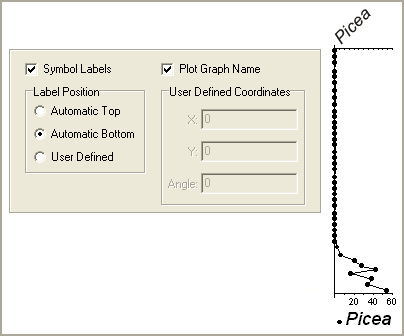 Picea
Symbol Labels
Plot Graph Name
Label Position
User Defined Coordinates
Automatic Top
X: 0
Automatic Bottom
Y: 0
User Defined
Angle: 0
20 40 60
Picea